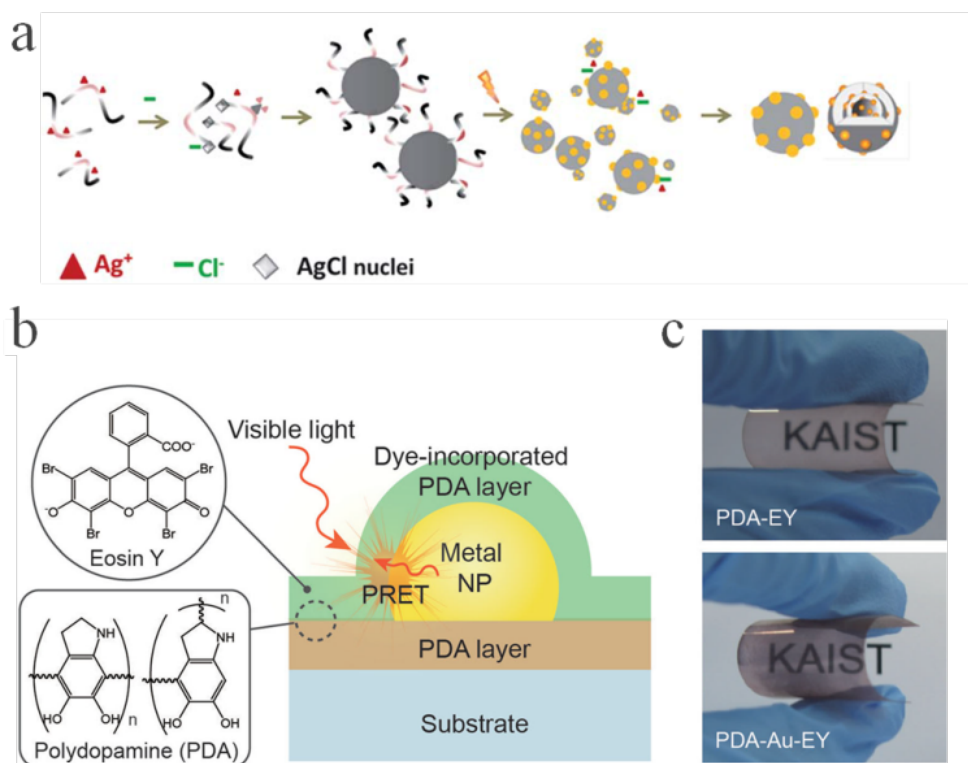 a
Ag⁺
Cl⁻
AgCl nuclei
b
COO⁻
Br
Br
⁻O
O
O
Br
Br
Eosin Y
n
NH
NH
HO
OH
n
HO
OH
Polydopamine (PDA)
Visible light
Dye-incorporated
PDA layer
Metal
NP
PRET
PDA layer
Substrate
c
KAIST
PDA-EY
KAIST
PDA-Au-EY